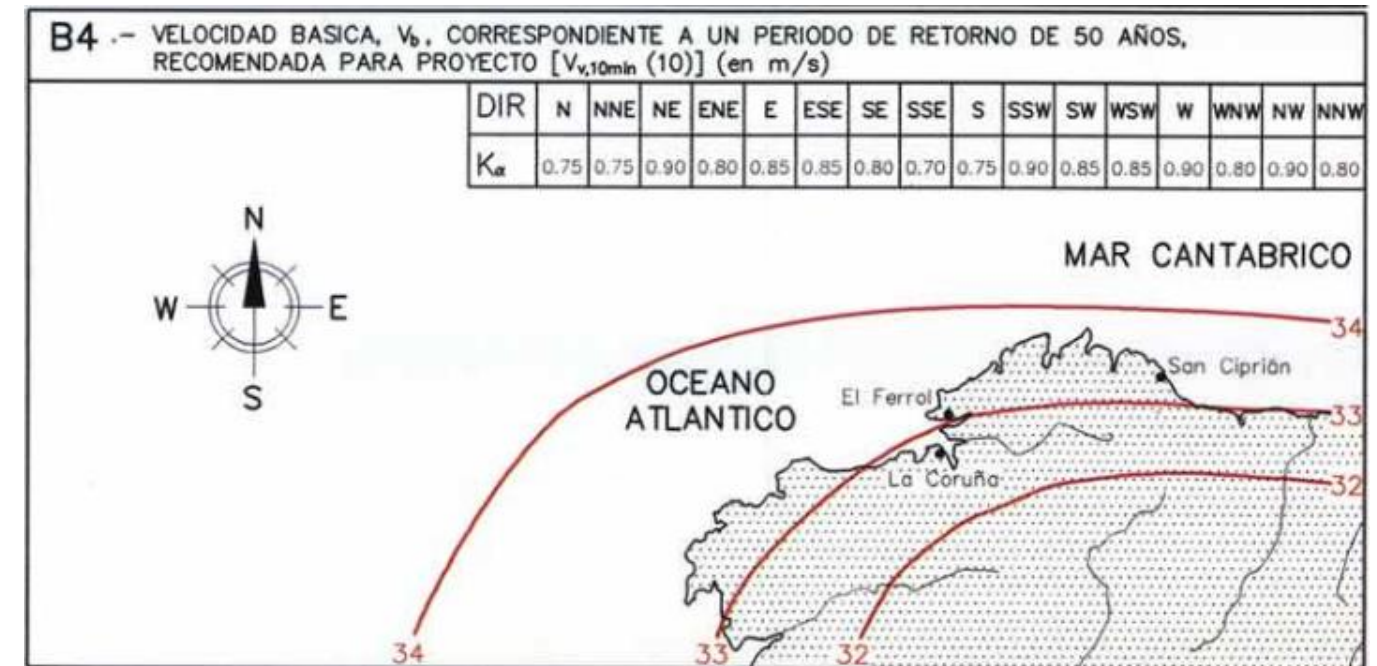 B4 .- VELOCIDAD BASICA, Vb, CORRESPONDIENTE A UN PERIODO DE RETORNO DE 50 AÑOS,
RECOMENDADA PARA PROYECTO [Vv,10min (10)] (en m/s)
DIR N NNE NE ENE E ESE SE SSE S SSW SW WSW W WNW NW NNW
Kα 0.75 0.75 0.90 0.80 0.85 0.85 0.80 0.70 0.75 0.90 0.85 0.85 0.90 0.80 0.90 0.80
N
W E
S
MAR CANTABRICO
34
OCEANO
ATLANTICO
San Ciprián
El Ferrol
33
La Coruña
32
34 33 32